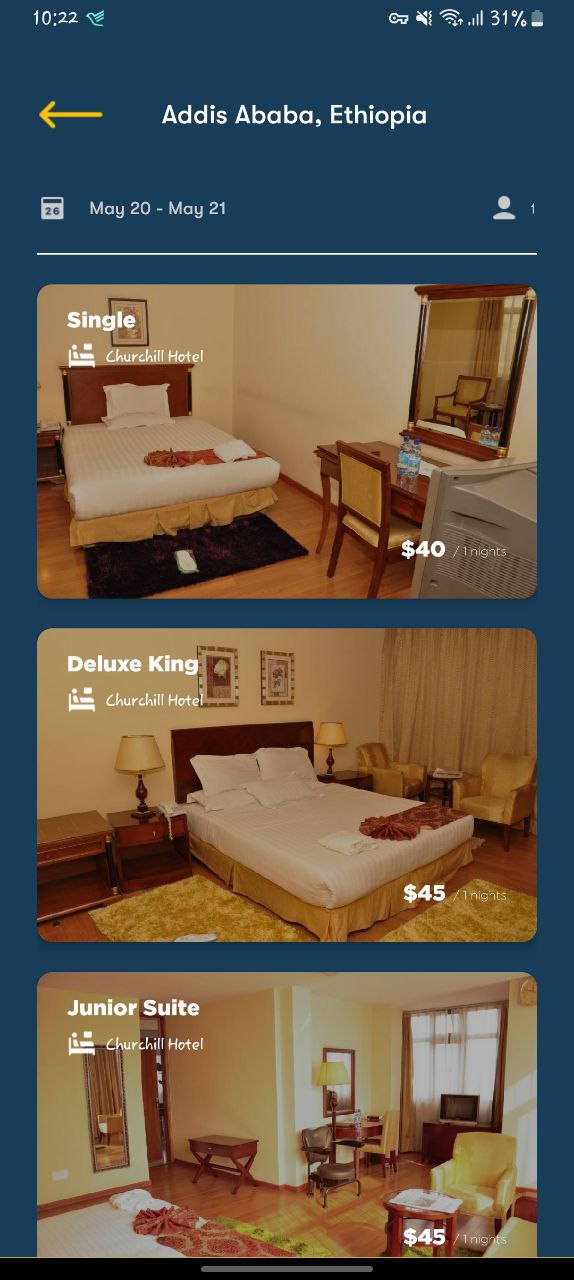 10:22
31%
Addis Ababa, Ethiopia
26
May 20 - May 21
1
Single
Churchill Hotel
$40 / 1 nights
Deluxe King
Churchill Hotel
$45 / 1 nights
Junior Suite
Churchill Hotel
$45 / 1 nights